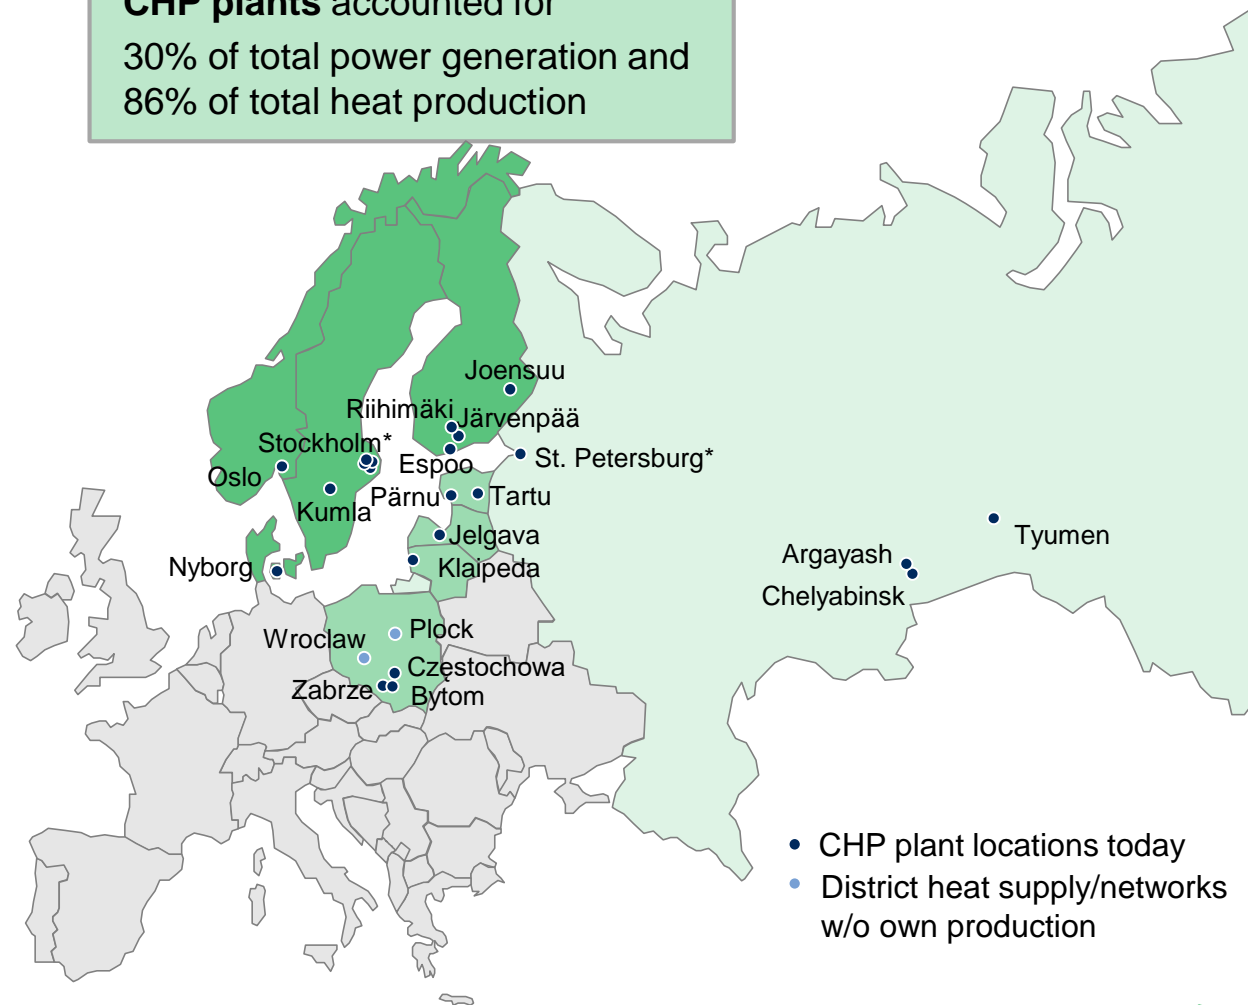 CHP plants accounted for
30% of total power generation and
86% of total heat production
Joensuu
Riihimäki
Järvenpää
Stockholm*
Espoo
St. Petersburg*
Oslo
Kumla
Pärnu
Tartu
Jelgava
Tyumen
Argayash
Nyborg
Klaipeda
Chelyabinsk
Plock
Wroclaw
Częstochowa
Zabrze
Bytom
CHP plant locations today
District heat supply/networks
w/o own production